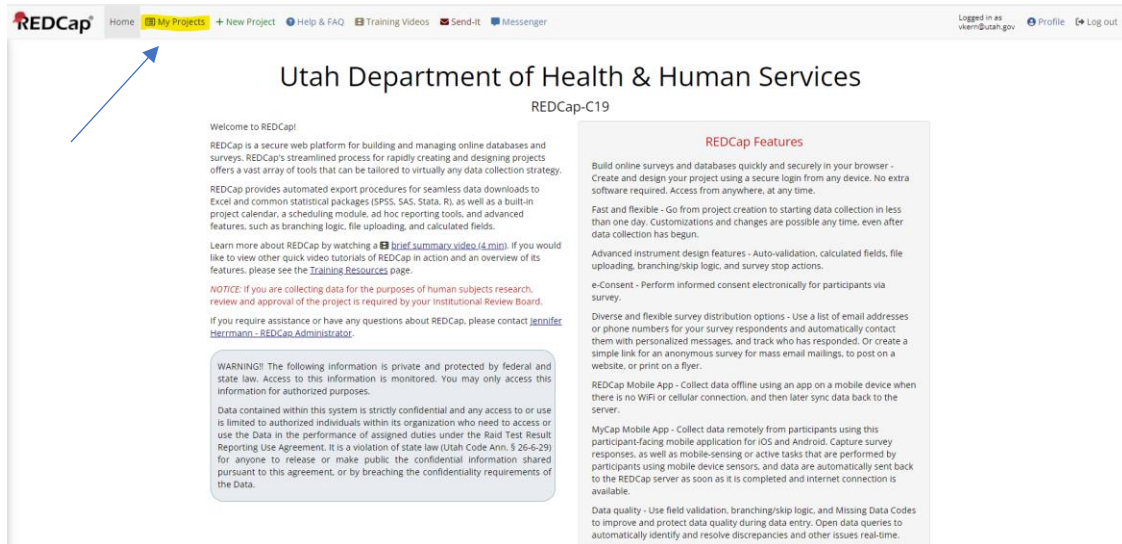 REDCap Home My Projects + New Project Help & FAQ Training Videos Send-It Messenger
Logged in as
vkern@utah.gov
Profile Log out
Utah Department of Health & Human Services
REDCap-C19
Welcome to REDCap!
REDCap is a secure web platform for building and managing online databases and
surveys. REDCap's streamlined process for rapidly creating and designing projects
offers a vast array of tools that can be tailored to virtually any data collection strategy.
REDCap provides automated export procedures for seamless data downloads to
Excel and common statistical packages (SPSS, SAS, Stata, R), as well as a built-in
project calendar, a scheduling module, ad hoc reporting tools, and advanced
features, such as branching logic, file uploading, and calculated fields.
Learn more about REDCap by watching a brief summary video (4 min). If you would
like to view other quick video tutorials of REDCap in action and an overview of its
features, please see the Training Resources page.
NOTICE: If you are collecting data for the purposes of human subjects research,
review and approval of the project is required by your Institutional Review Board.
If you require assistance or have any questions about REDCap, please contact Jennifer
Herrmann - REDCap Administrator.
WARNING!! The following information is private and protected by federal and
state law. Access to this information is monitored. You may only access this
information for authorized purposes.
Data contained within this system is strictly confidential and any access to or use
is limited to authorized individuals within its organization who need to access or
use the Data in the performance of assigned duties under the Raid Test Result
Reporting Use Agreement. It is a violation of state law (Utah Code Ann. § 26-6-29)
for anyone to release or make public the confidential information shared
pursuant to this agreement, or by breaching the confidentiality requirements of
the Data.
REDCap Features
Build online surveys and databases quickly and securely in your browser -
Create and design your project using a secure login from any device. No extra
software required. Access from anywhere, at any time.
Fast and flexible - Go from project creation to starting data collection in less
than one day. Customizations and changes are possible any time, even after
data collection has begun.
Advanced instrument design features - Auto-validation, calculated fields, file
uploading, branching/skip logic, and survey stop actions.
e-Consent - Perform informed consent electronically for participants via
survey.
Diverse and flexible survey distribution options - Use a list of email addresses
or phone numbers for your survey respondents and automatically contact
them with personalized messages, and track who has responded. Or create a
simple link for an anonymous survey for mass email mailings, to post on a
website, or print on a flyer.
REDCap Mobile App - Collect data offline using an app on a mobile device when
there is no WiFi or cellular connection, and then later sync data back to the
server.
MyCap Mobile App - Collect data remotely from participants using this
participant-facing mobile application for iOS and Android. Capture survey
responses, as well as mobile-sensing or active tasks that are performed by
participants using mobile device sensors, and data are automatically sent back
to the REDCap server as soon as it is completed and internet connection is
available.
Data quality - Use field validation, branching/skip logic, and Missing Data Codes
to improve and protect data quality during data entry. Open data queries to
automatically identify and resolve discrepancies and other issues real-time.